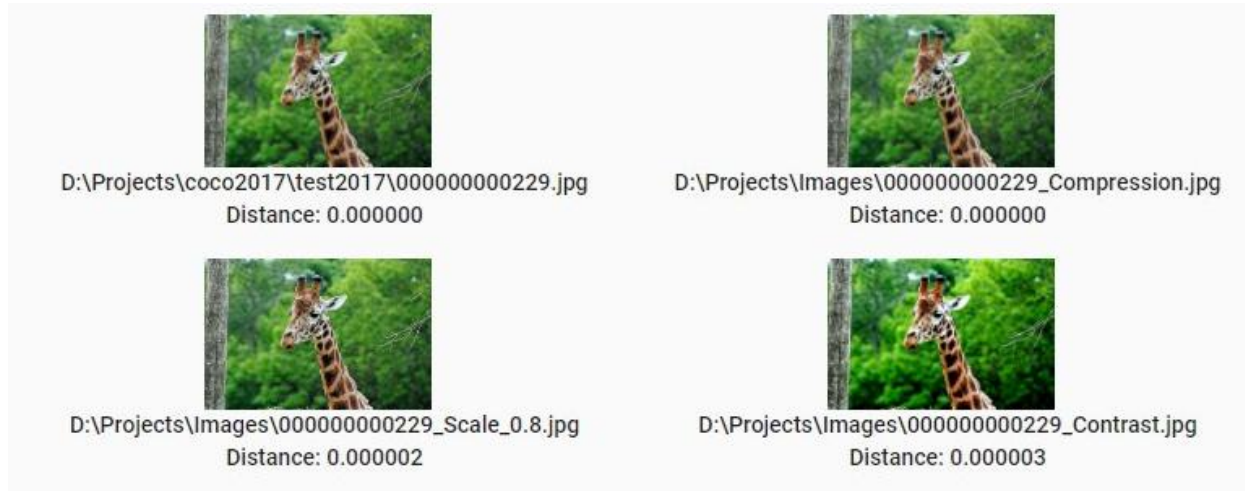 D:\Projects\coco2017\test2017\000000000229.jpg
Distance: 0.000000
D:\Projects\Images\000000000229_Compression.jpg
Distance: 0.000000
D:\Projects\Images\000000000229_Scale_0.8.jpg
Distance: 0.000002
D:\Projects\Images\000000000229_Contrast.jpg
Distance: 0.000003